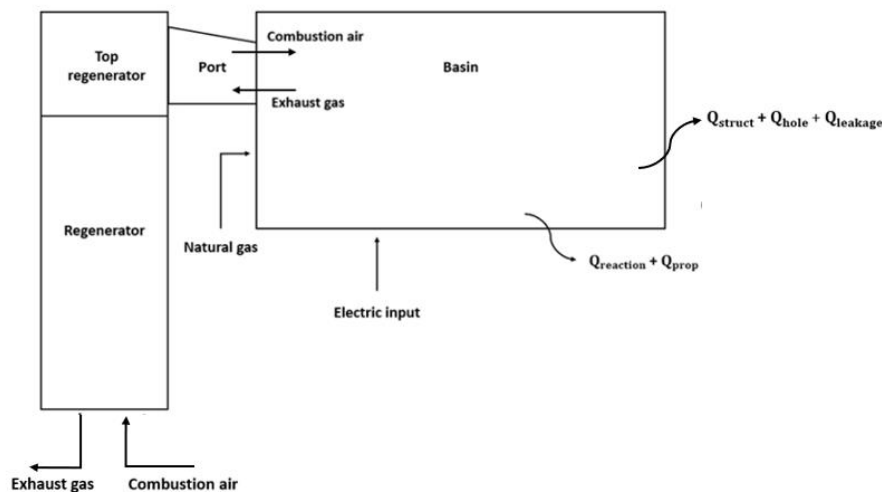 Top
regenerator
Port
Combustion air
Exhaust gas
Basin
Q_struct + Q_hole + Q_leakage
Regenerator
Natural gas
Q_reaction + Q_prop
Electric input
Exhaust gas
Combustion air